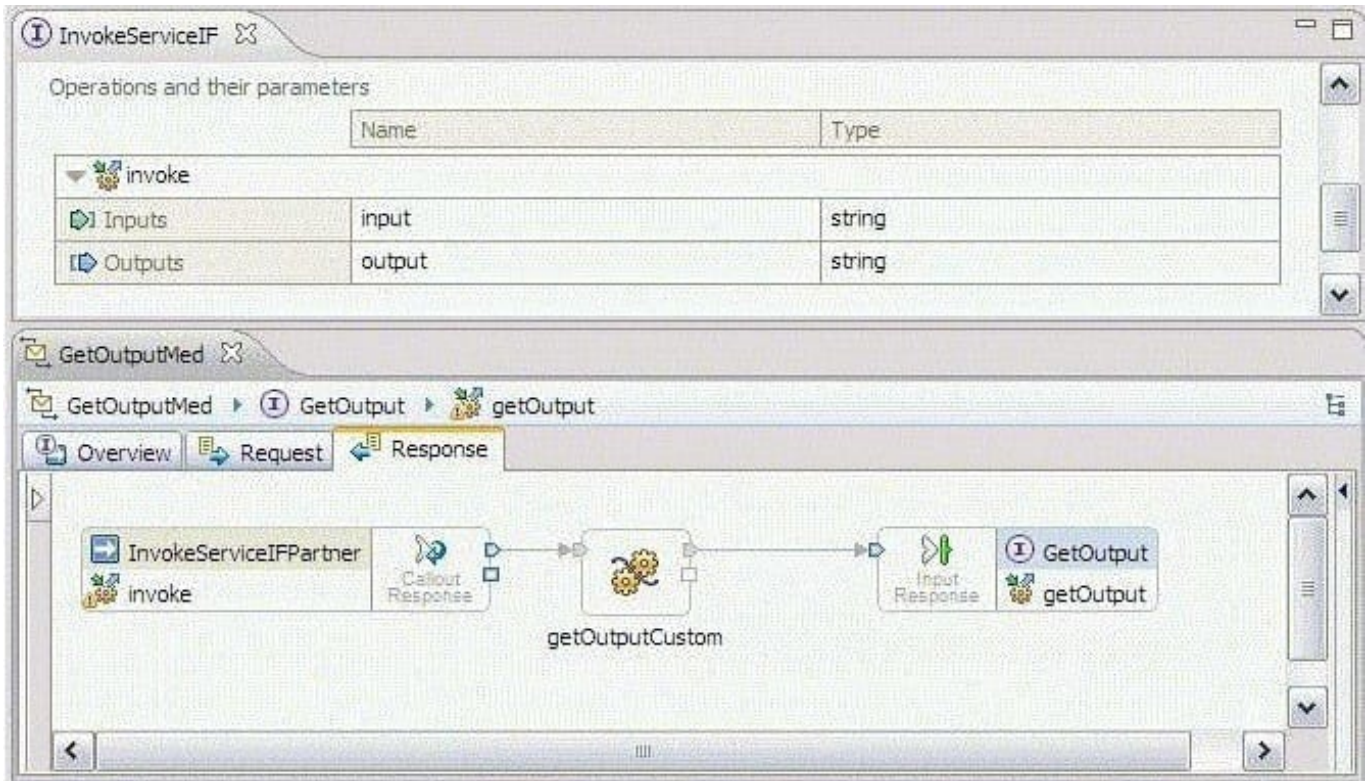 InvokeServiceIF
Operations and their parameters
Name Type
invoke
Inputs input string
Outputs output string
GetOutputMed
GetOutputMed GetOutput getOutput
Overview Request Response
InvokeServiceIFPartner
invoke
Callout
Response
getOutputCustom
Input
Response
GetOutput
getOutput